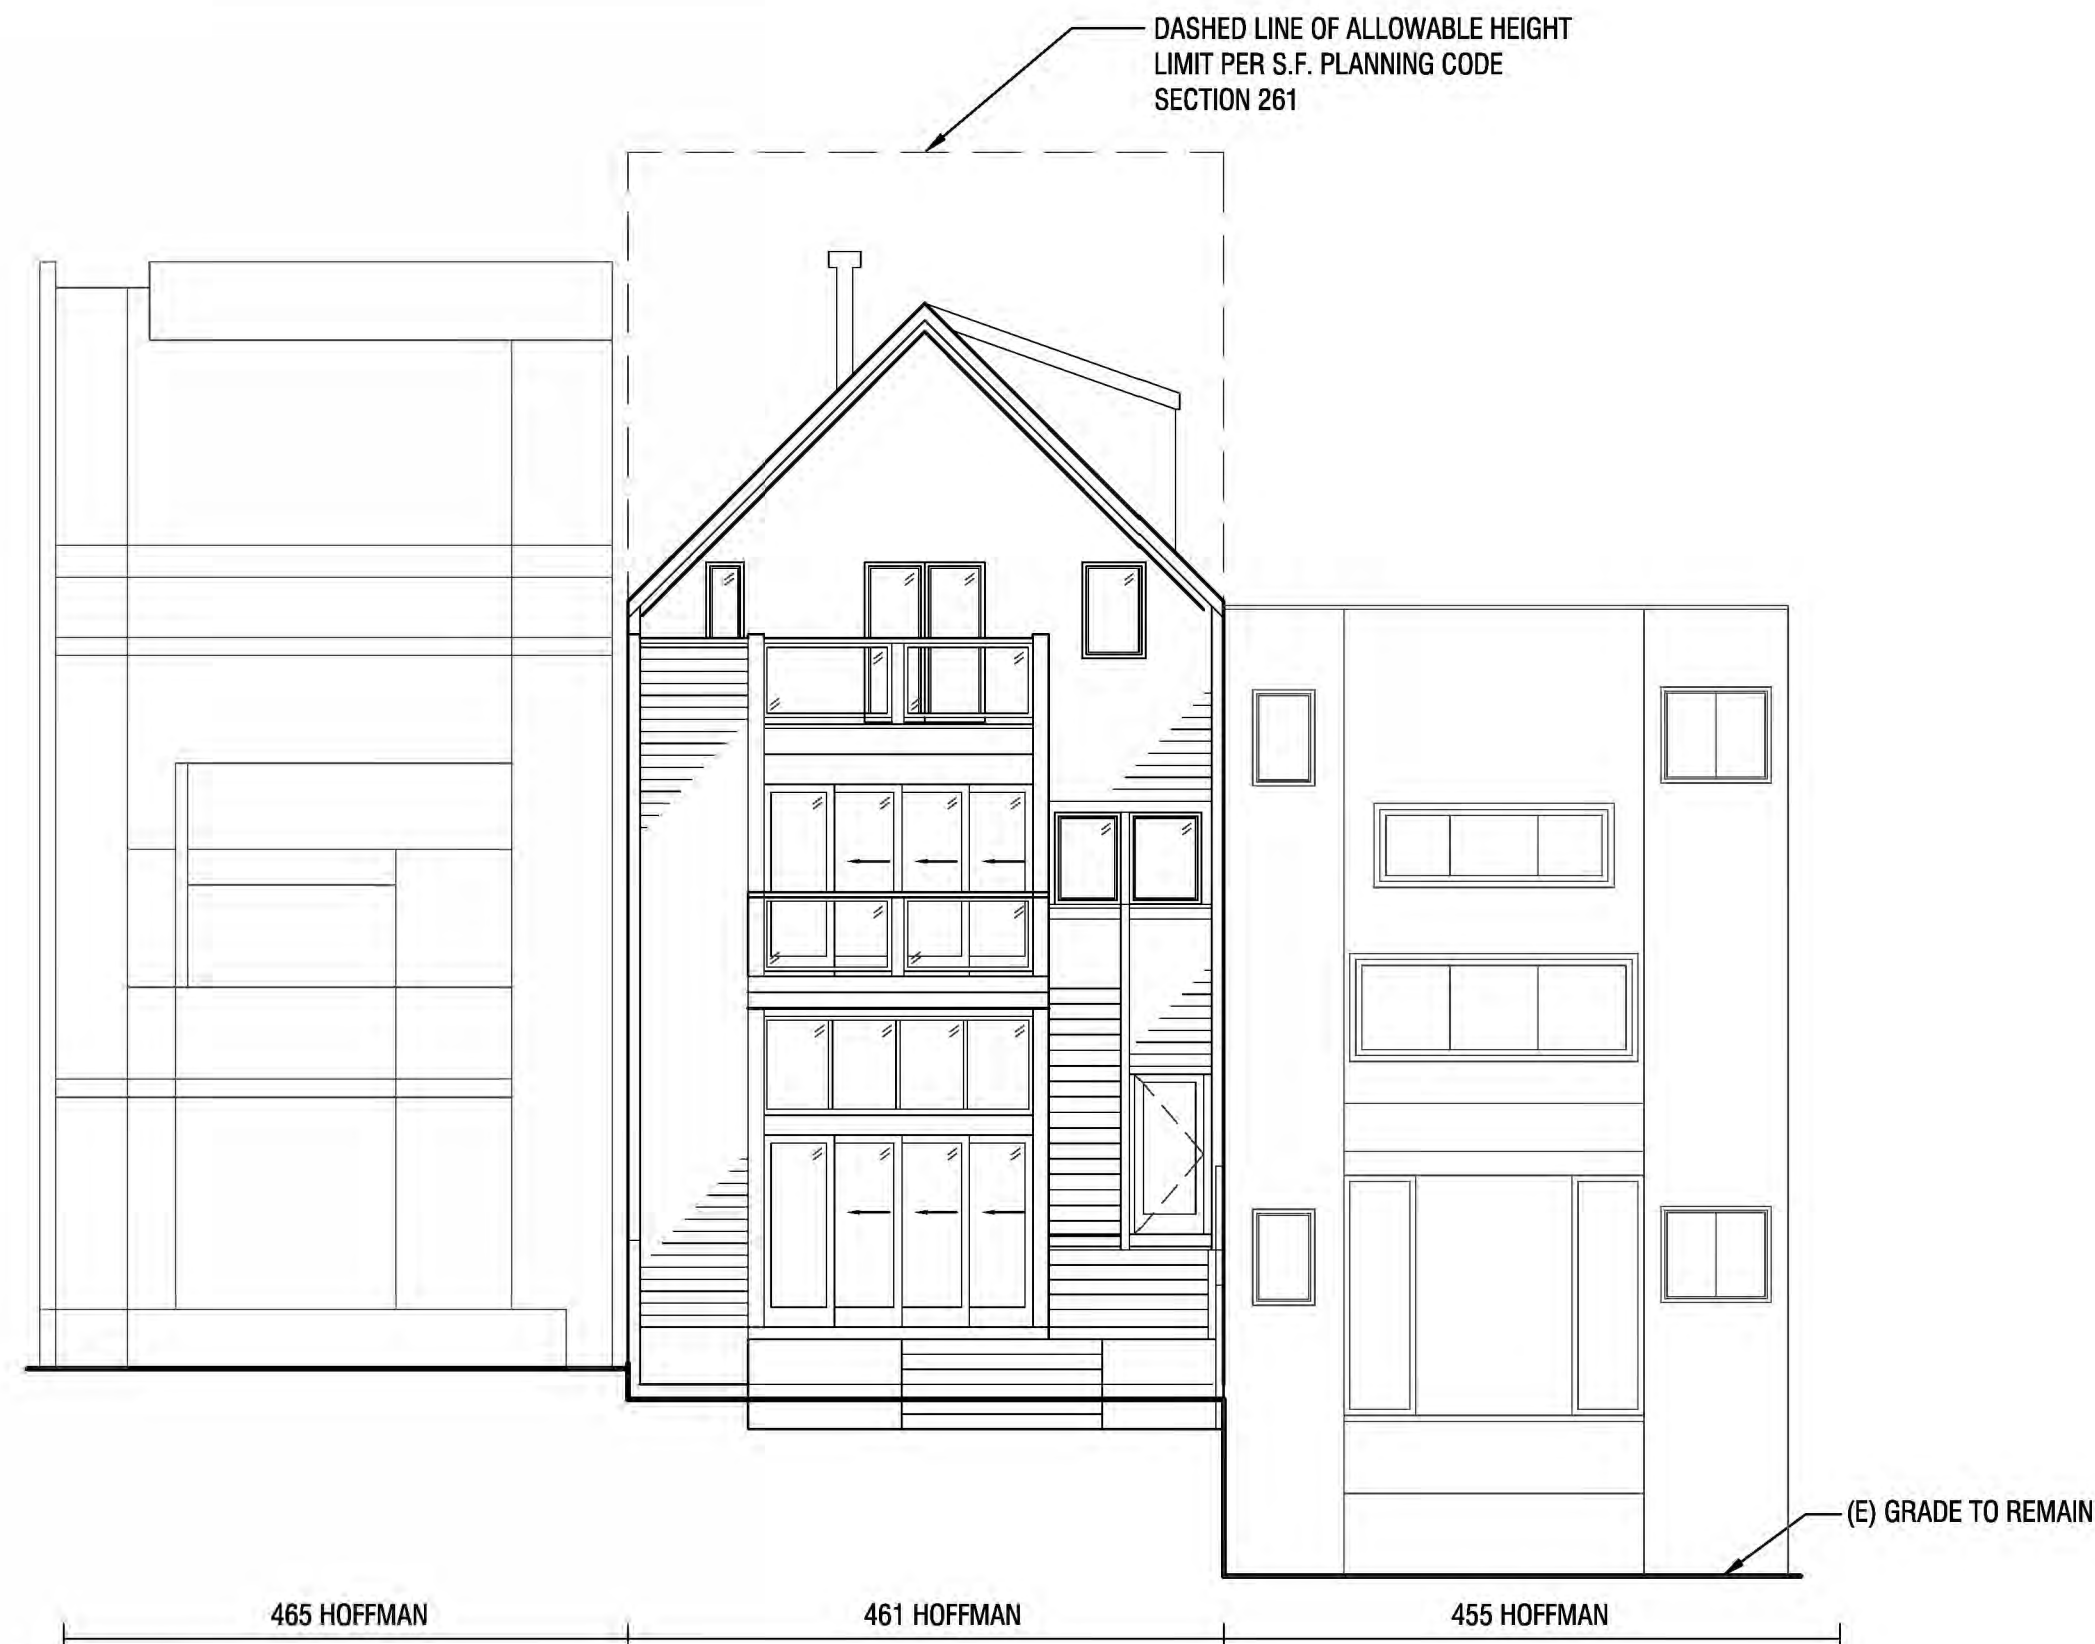 DASHED LINE OF ALLOWABLE HEIGHT
LIMIT PER S.F. PLANNING CODE
SECTION 261
(E) GRADE TO REMAIN
465 HOFFMAN
461 HOFFMAN
455 HOFFMAN